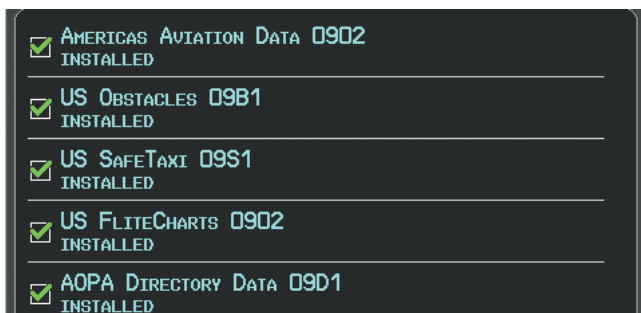 Americas Aviation Data 0902
INSTALLED
US Obstacles 09B1
INSTALLED
US SafeTaxi 09S1
INSTALLED
US FliteCharts 0902
INSTALLED
AOPA Directory Data 09D1
INSTALLED